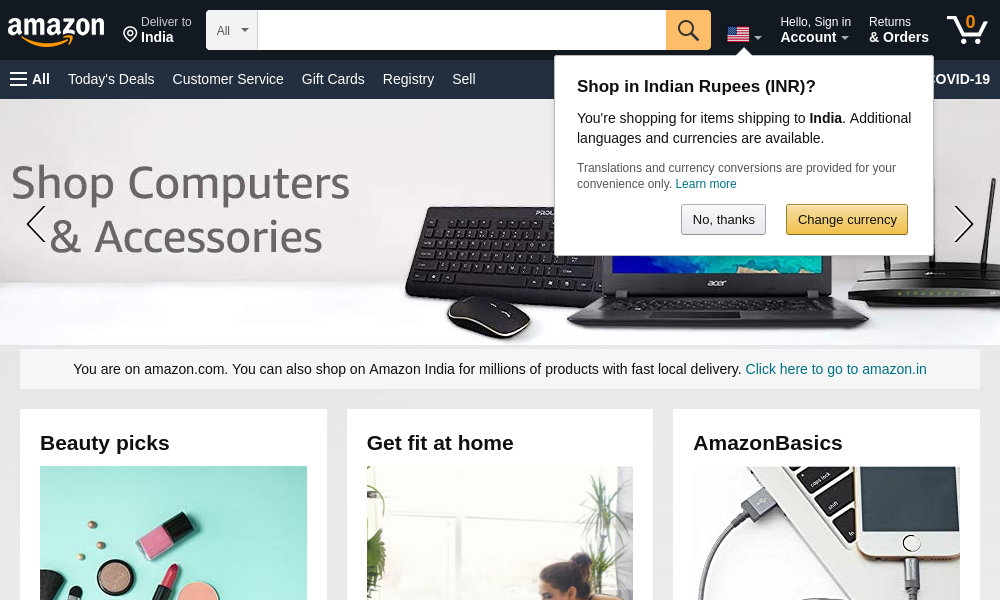 amazon
Deliver to
India
All
Hello, Sign in
Account
Returns
& Orders
0
All
Today's Deals
Customer Service
Gift Cards
Registry
Sell
COVID-19
Shop in Indian Rupees (INR)?
You're shopping for items shipping to India. Additional
languages and currencies are available.
Translations and currency conversions are provided for your
convenience only. Learn more
No, thanks
Change currency
Shop Computers
& Accessories
acer
You are on amazon.com. You can also shop on Amazon India for millions of products with fast local delivery. Click here to go to amazon.in
Beauty picks
Get fit at home
AmazonBasics
caps lock
shift
fn